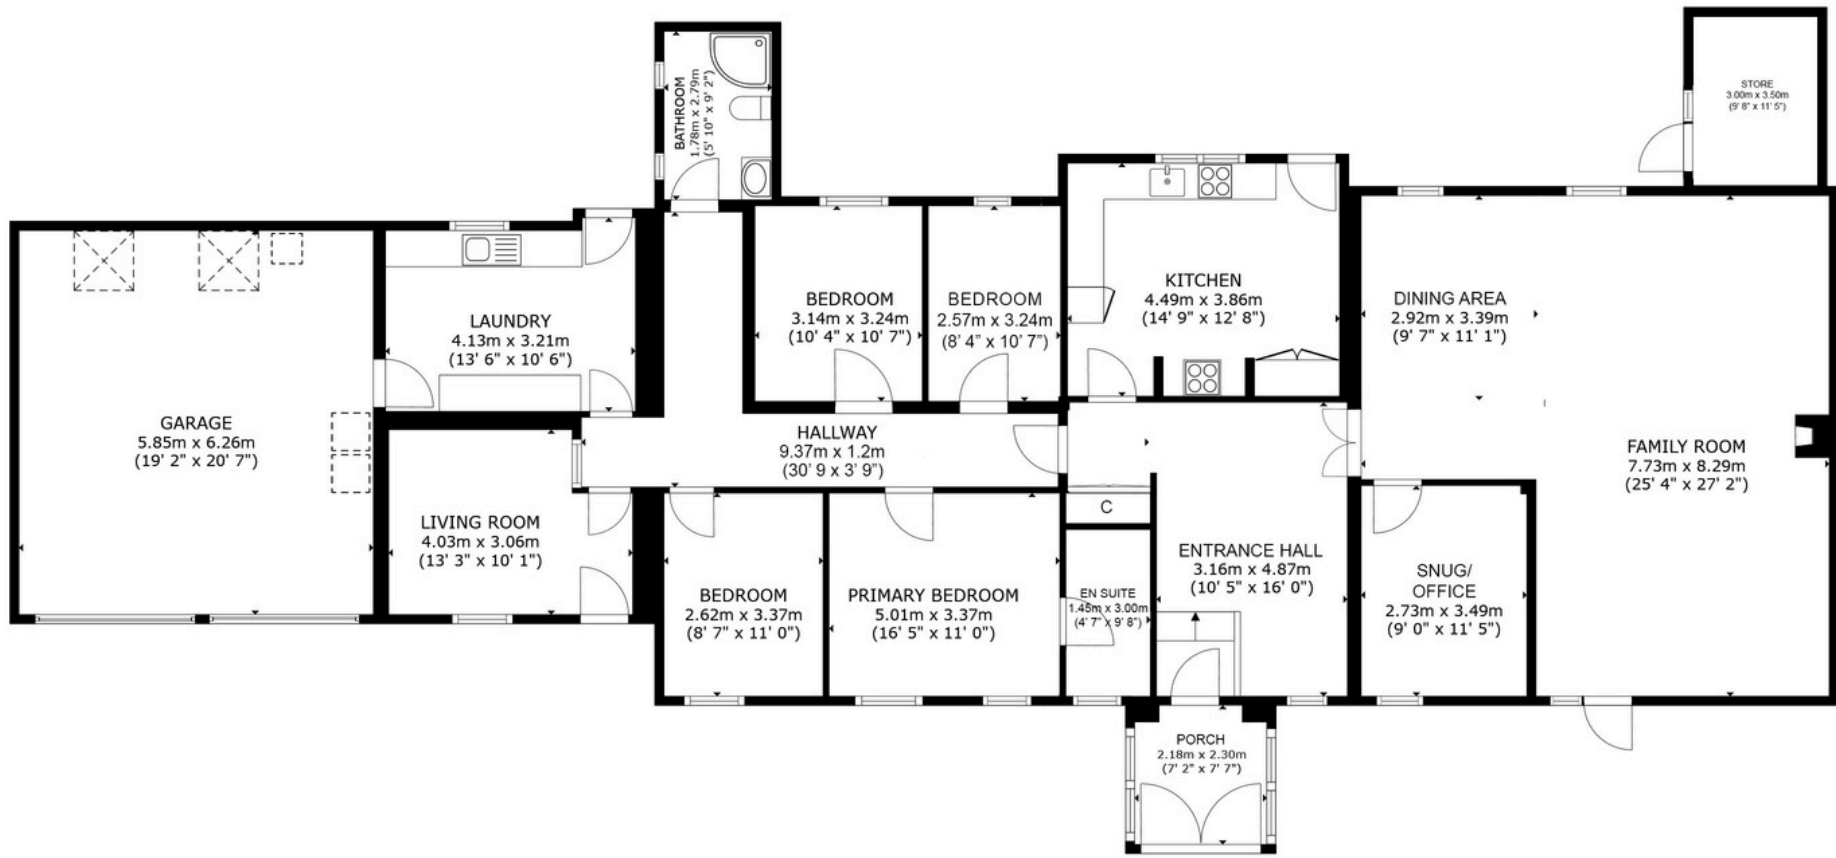 BATHROOM
1.78m x 2.79m
(5' 10" x 9' 2")
STORE
3.00m x 3.50m
(9' 8" x 11' 5")
GARAGE
5.85m x 6.26m
(19' 2" x 20' 7")
LAUNDRY
4.13m x 3.21m
(13' 6" x 10' 6")
LIVING ROOM
4.03m x 3.06m
(13' 3" x 10' 1")
BEDROOM
3.14m x 3.24m
(10' 4" x 10' 7")
BEDROOM
2.57m x 3.24m
(8' 4" x 10' 7")
KITCHEN
4.49m x 3.86m
(14' 9" x 12' 8")
DINING AREA
2.92m x 3.39m
(9' 7" x 11' 1")
HALLWAY
9.37m x 1.2m
(30' 9 x 3' 9")
FAMILY ROOM
7.73m x 8.29m
(25' 4" x 27' 2")
C
BEDROOM
2.62m x 3.37m
(8' 7" x 11' 0")
PRIMARY BEDROOM
5.01m x 3.37m
(16' 5" x 11' 0")
EN SUITE
1.45m x 3.00m
(4' 7" x 9' 8")
ENTRANCE HALL
3.16m x 4.87m
(10' 5" x 16' 0")
SNUG/
OFFICE
2.73m x 3.49m
(9' 0" x 11' 5")
PORCH
2.18m x 2.30m
(7' 2" x 7' 7")